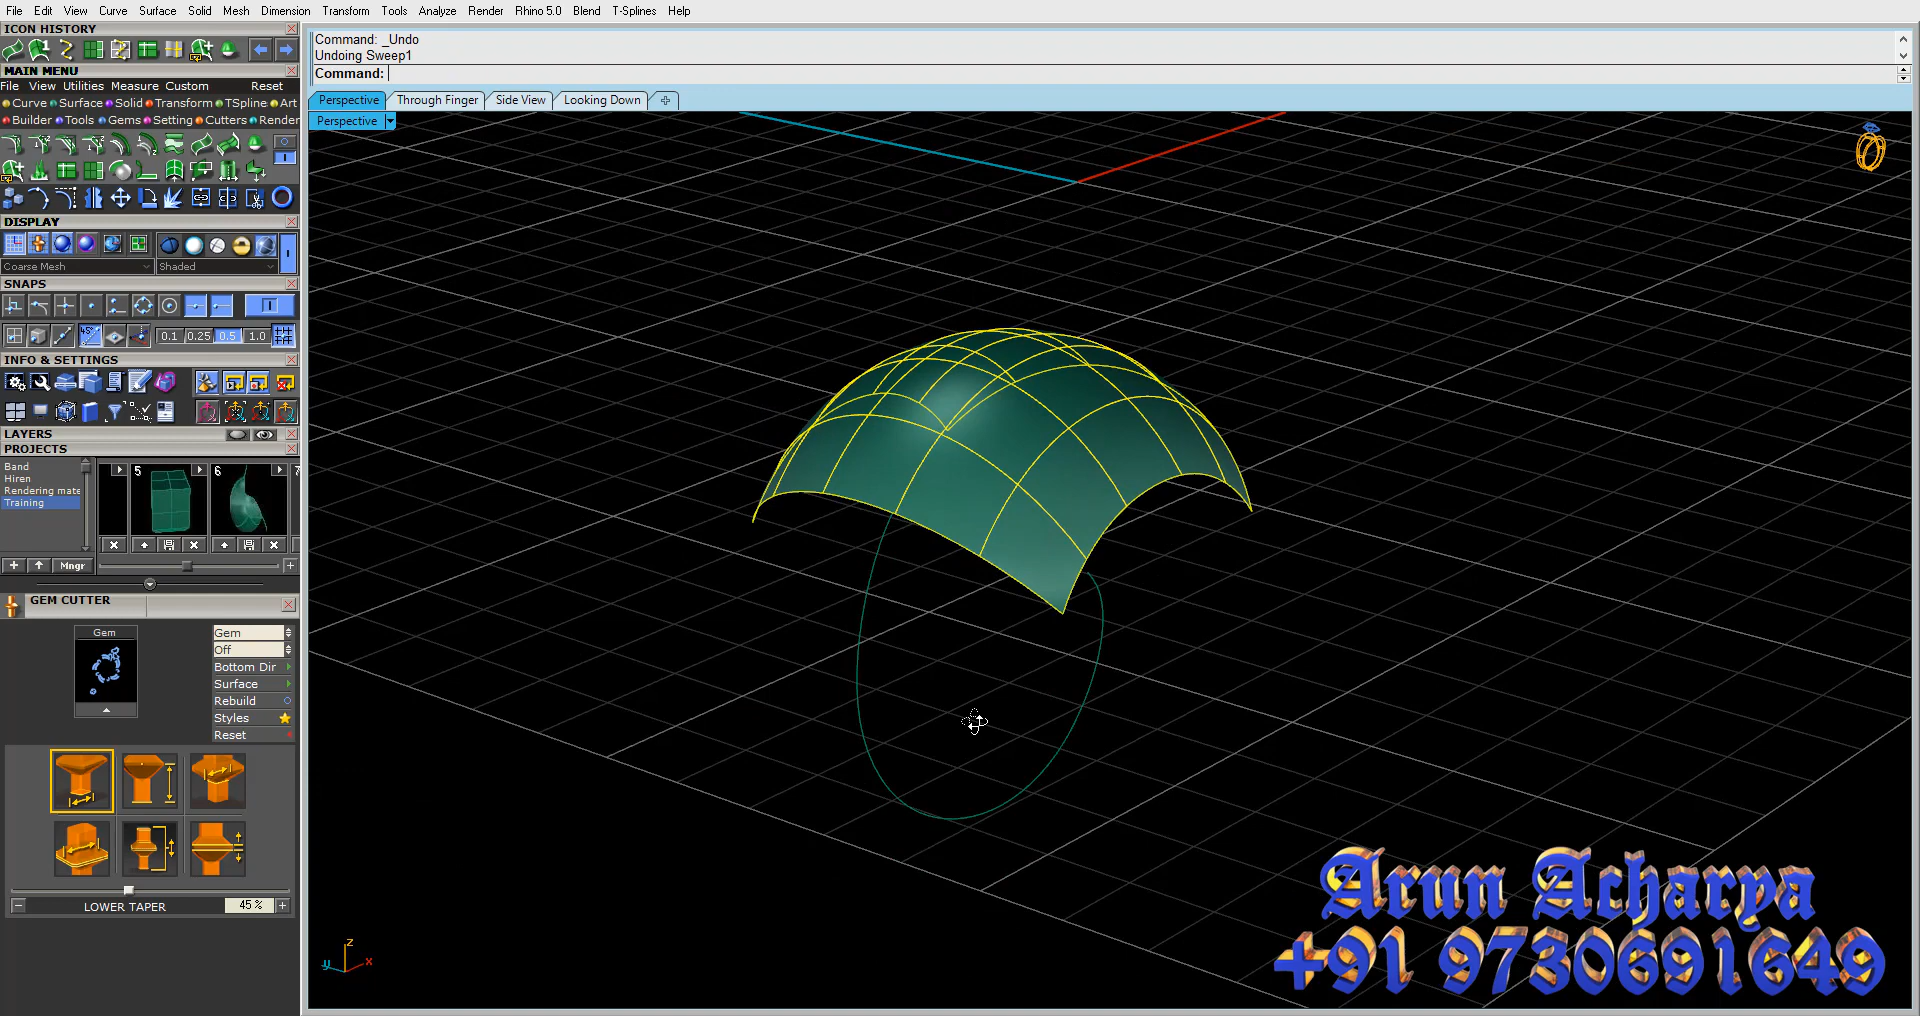 File Edit View Curve Surface Solid Mesh Dimension Transform Tools Analyze Render Rhino 5.0 Blend T-Splines Help
ICON HISTORY
MAIN MENU
File View Utilities Measure Custom Reset
Curve Surface Solid Transform TSpline Art
Builder Tools Gems Setting Cutters Render
DISPLAY
Coarse Mesh Shaded
SNAPS
45° 0.1 0.25 0.5 1.0
INFO & SETTINGS
LAYERS
PROJECTS
Band
Hiren
Rendering mate
Training
5 6 7
Mngr
GEM CUTTER
Gem
Gem
Off
Bottom Dir
Surface
Rebuild
Styles
Reset
LOWER TAPER 45 %
Command: _Undo
Undoing Sweep1
Command:
Perspective Through Finger Side View Looking Down
Perspective
z
y x
Arun Acharya
+91 9730691649